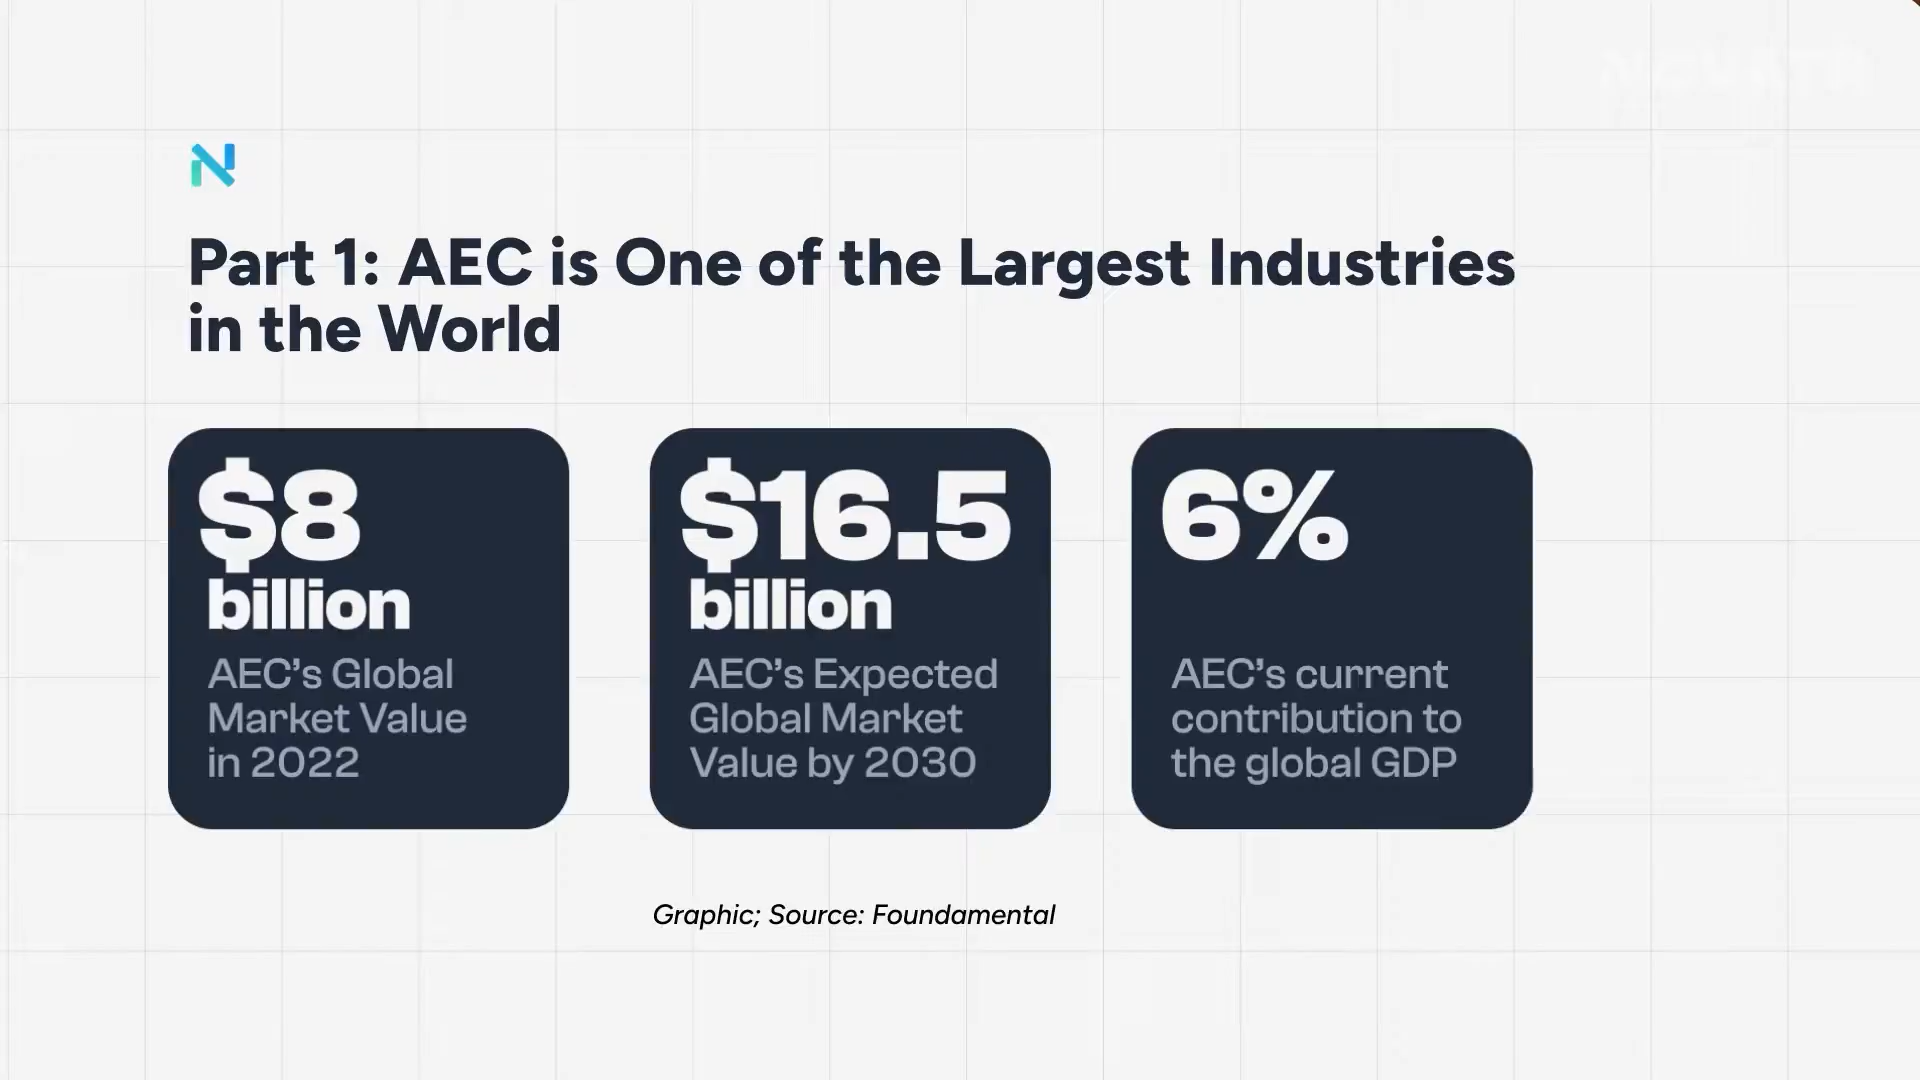 Part 1: AEC is One of the Largest Industries
in the World
$8
billion
AEC’s Global
Market Value
in 2022
$16.5
billion
AEC’s Expected
Global Market
Value by 2030
6%
AEC’s current
contribution to
the global GDP
Graphic; Source: Foundamental